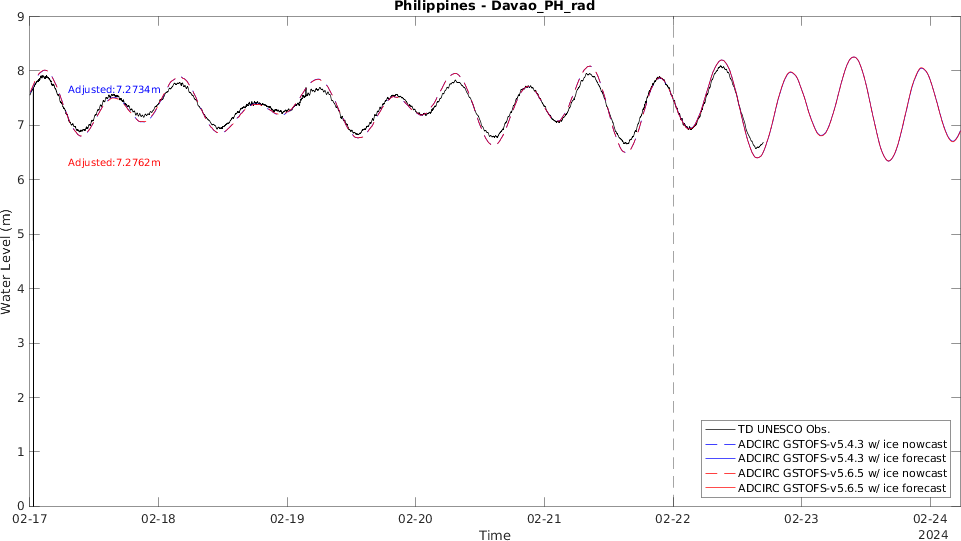 Philippines - Davao_PH_rad
9
8
7
6
5
4
3
2
1
0
Water Level (m)
Adjusted:7.2734m
Adjusted:7.2762m
TD UNESCO Obs.
ADCIRC GSTOFS-v5.4.3 w/ ice nowcast
ADCIRC GSTOFS-v5.4.3 w/ ice forecast
ADCIRC GSTOFS-v5.6.5 w/ ice nowcast
ADCIRC GSTOFS-v5.6.5 w/ ice forecast
02-17 02-18 02-19 02-20 02-21 02-22 02-23 02-24
Time
2024